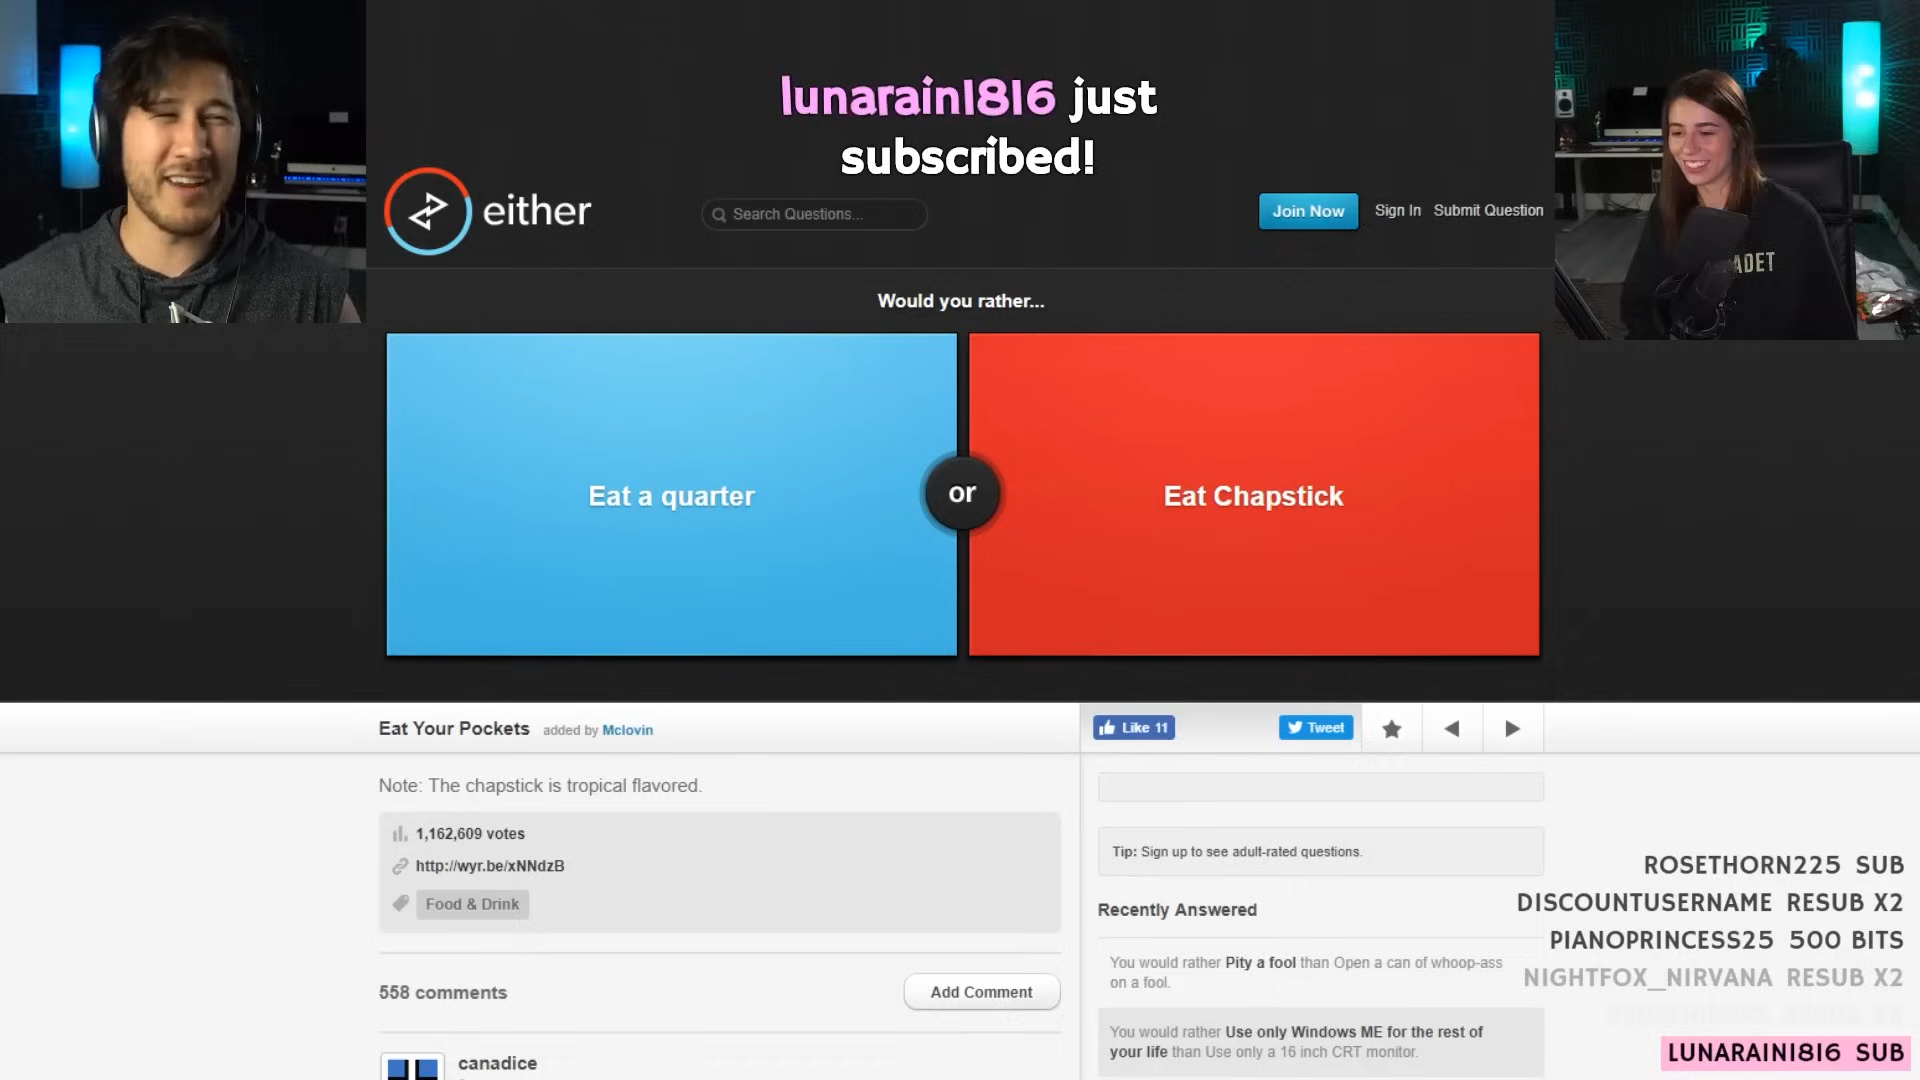 lunarain1816 just
subscribed!
either
Search Questions...
Join Now
Sign In
Submit Question
ADET
Would you rather...
Eat a quarter
or
Eat Chapstick
Eat Your Pockets added by Mclovin
Like 11
Tweet
Note: The chapstick is tropical flavored.
1,162,609 votes
http://wyr.be/xNNdzB
Food & Drink
558 comments
Add Comment
canadice
Tip: Sign up to see adult-rated questions.
Recently Answered
You would rather Pity a fool than Open a can of whoop-ass
on a fool.
You would rather Use only Windows ME for the rest of
your life than Use only a 16 inch CRT monitor.
ROSETHORN225 SUB
DISCOUNTUSERNAME RESUB X2
PIANOPRINCESS25 500 BITS
NIGHTFOX_NIRVANA RESUB X2
LUNARAIN1816 SUB